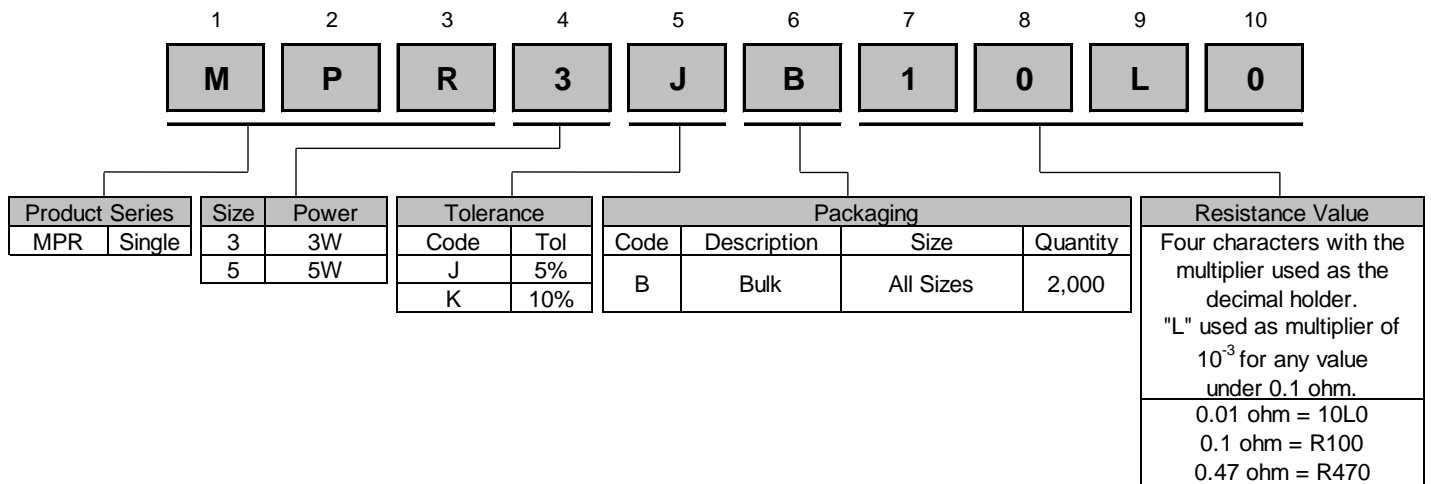 1 2 3 4 5 6 7 8 9 10
M P R 3 J B 1 0 L 0
Product Series
MPR Single
Size Power
3 3W
5 5W
Tolerance
Code Tol
J 5%
K 10%
Packaging
Code Description Size Quantity
B Bulk All Sizes 2,000
Resistance Value
Four characters with the
multiplier used as the
decimal holder.
"L" used as multiplier of
10⁻³ for any value
under 0.1 ohm.
0.01 ohm = 10L0
0.1 ohm = R100
0.47 ohm = R470